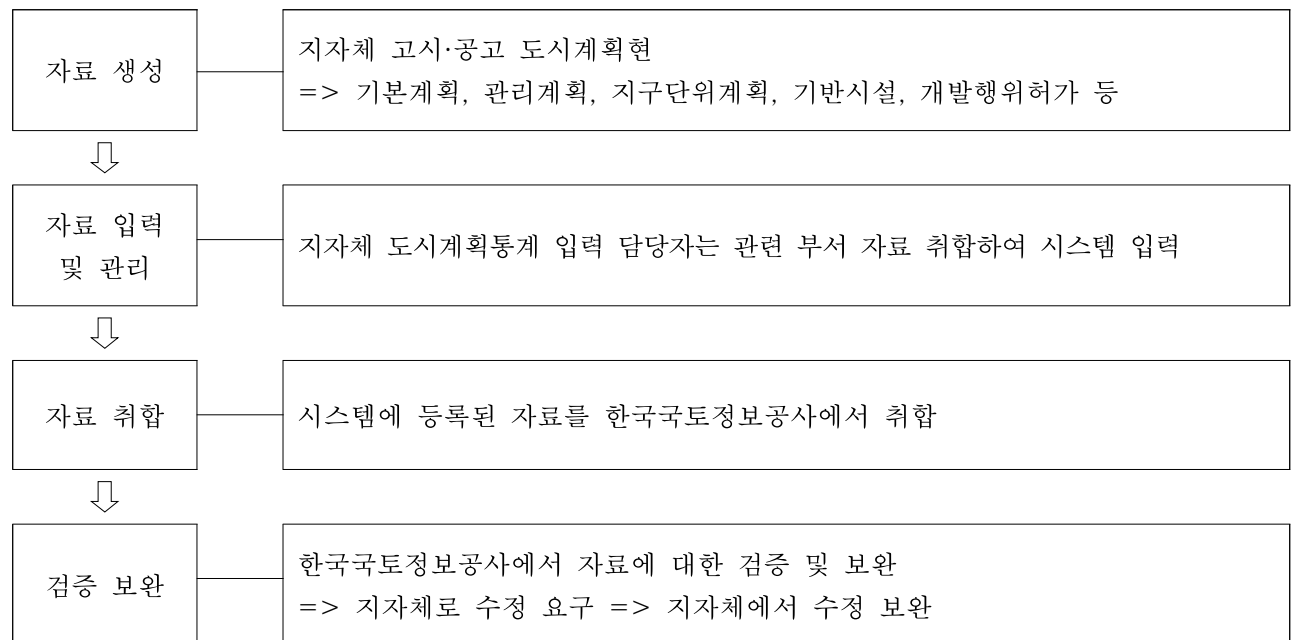 자료 생성
지자체 고시·공고 도시계획현
=> 기본계획, 관리계획, 지구단위계획, 기반시설, 개발행위허가 등
자료 입력
및 관리
지자체 도시계획통계 입력 담당자는 관련 부서 자료 취합하여 시스템 입력
자료 취합
시스템에 등록된 자료를 한국국토정보공사에서 취합
검증 보완
한국국토정보공사에서 자료에 대한 검증 및 보완
=> 지자체로 수정 요구 => 지자체에서 수정 보완